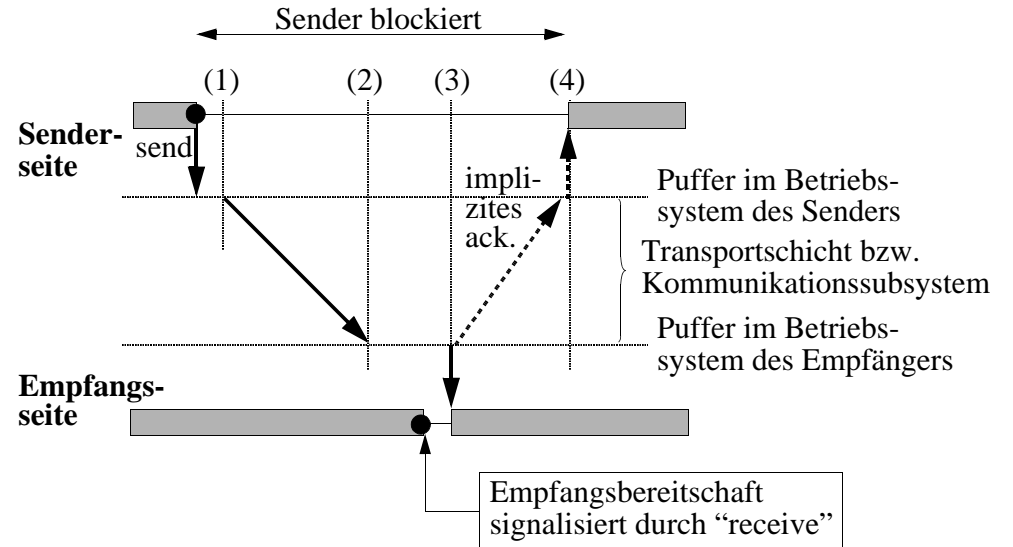 Sender blockiert
(1)
(2)
(3)
(4)
Sender-
seite
send
impli-
zites
ack.
Puffer im Betriebs-
system des Senders
Transportschicht bzw.
Kommunikationssubsystem
Puffer im Betriebs-
system des Empfängers
Empfangs-
seite
Empfangsbereitschaft
signalisiert durch “receive”